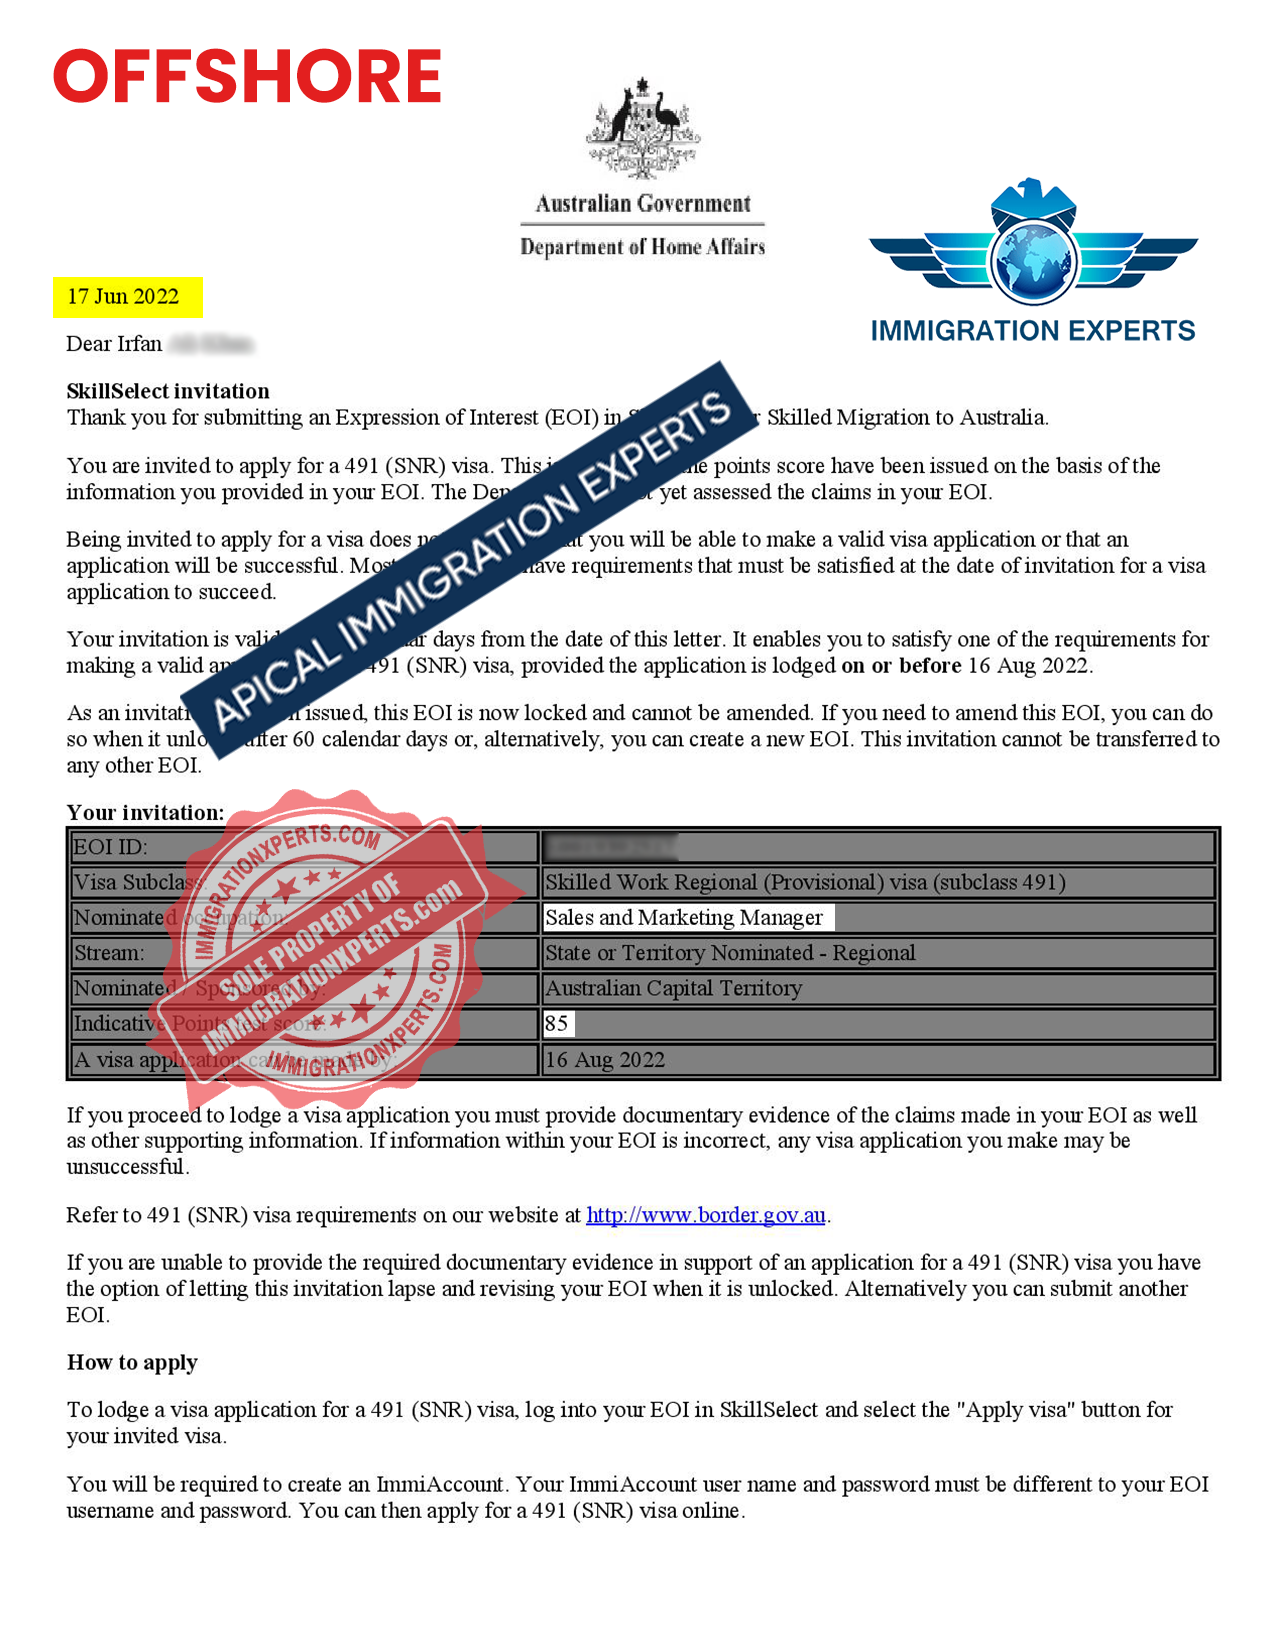 OFFSHORE
Australian Government
Department of Home Affairs
IMMIGRATION EXPERTS
17 Jun 2022
Dear Irfan
SkillSelect invitation
Thank you for submitting an Expression of Interest (EOI) in Skilled Migration to Australia.
You are invited to apply for a 491 (SNR) visa. This points score have been issued on the basis of the
information you provided in your EOI. The yet assessed the claims in your EOI.
Being invited to apply for a visa does you will be able to make a valid visa application or that an
application will be successful. Most have requirements that must be satisfied at the date of invitation for a visa
application to succeed.
Your invitation is days from the date of this letter. It enables you to satisfy one of the requirements for
making a valid 491 (SNR) visa, provided the application is lodged on or before 16 Aug 2022.
As an issued, this EOI is now locked and cannot be amended. If you need to amend this EOI, you can do
so when it after 60 calendar days or, alternatively, you can create a new EOI. This invitation cannot be transferred to
any other EOI.
APICAL IMMIGRATION EXPERTS
Your invitation:
EOI ID:
Visa Subclass: Skilled Work Regional (Provisional) visa (subclass 491)
Nominated occupation: Sales and Marketing Manager
Stream: State or Territory Nominated - Regional
Nominated / Sponsored by: Australian Capital Territory
Indicative Points test score: 85
A visa application can be made by: 16 Aug 2022
IMMIGRATIONXPERTS.COM
SOLE PROPERTY OF
IMMIGRATIONXPERTS.com
IMMIGRATIONXPERTS.COM
If you proceed to lodge a visa application you must provide documentary evidence of the claims made in your EOI as well
as other supporting information. If information within your EOI is incorrect, any visa application you make may be
unsuccessful.
Refer to 491 (SNR) visa requirements on our website at http://www.border.gov.au.
If you are unable to provide the required documentary evidence in support of an application for a 491 (SNR) visa you have
the option of letting this invitation lapse and revising your EOI when it is unlocked. Alternatively you can submit another
EOI.
How to apply
To lodge a visa application for a 491 (SNR) visa, log into your EOI in SkillSelect and select the "Apply visa" button for
your invited visa.
You will be required to create an ImmiAccount. Your ImmiAccount user name and password must be different to your EOI
username and password. You can then apply for a 491 (SNR) visa online.